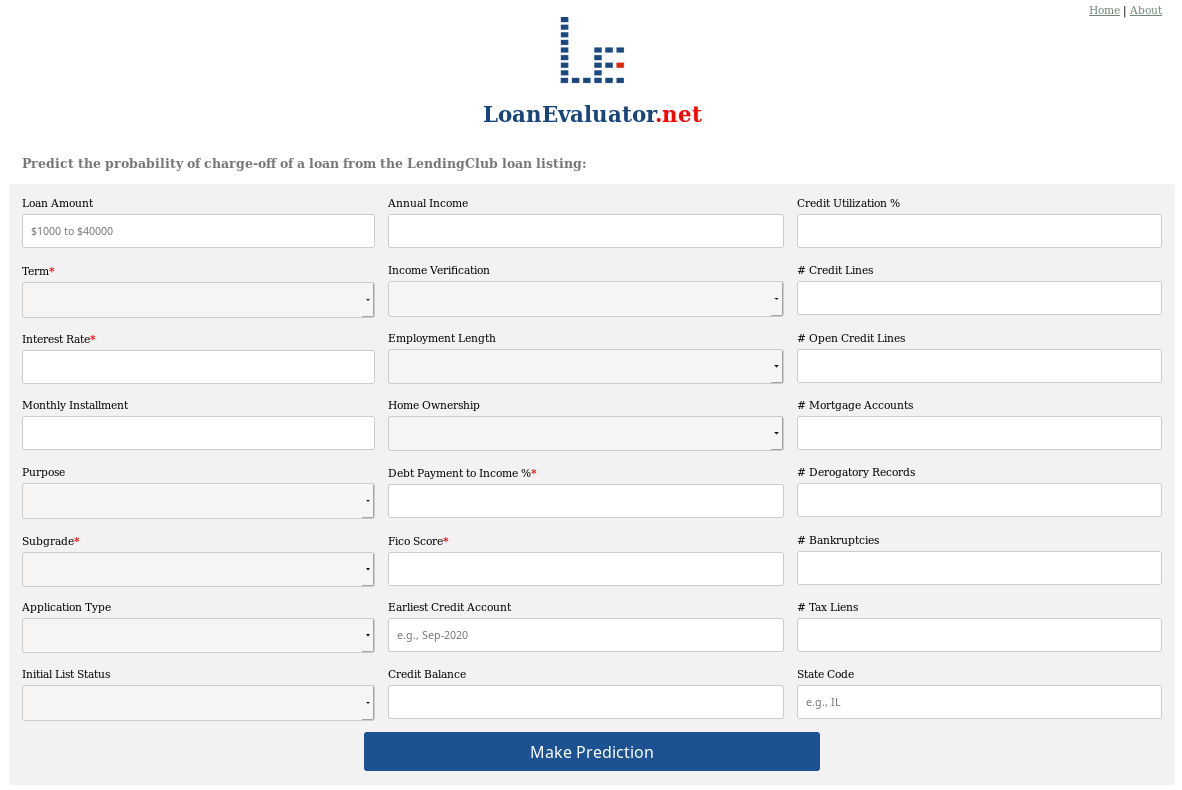 Home | About
LE
LoanEvaluator.net
Predict the probability of charge-off of a loan from the LendingClub loan listing:
Loan Amount
$1000 to $40000
Term*
Interest Rate*
Monthly Installment
Purpose
Subgrade*
Application Type
Initial List Status
Annual Income
Income Verification
Employment Length
Home Ownership
Debt Payment to Income %*
Fico Score*
Earliest Credit Account
e.g., Sep-2020
Credit Balance
Credit Utilization %
# Credit Lines
# Open Credit Lines
# Mortgage Accounts
# Derogatory Records
# Bankruptcies
# Tax Liens
State Code
e.g., IL
Make Prediction